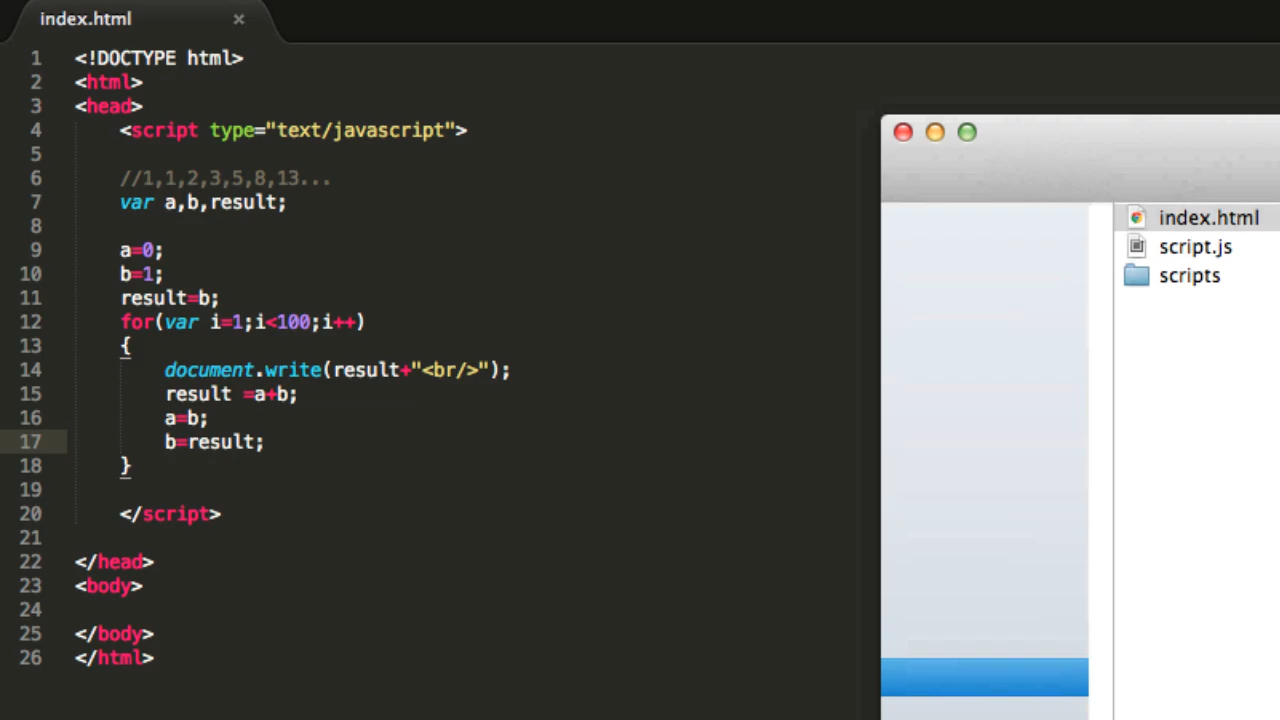 index.html ×
1 <!DOCTYPE html>
2 <html>
3 <head>
4 <script type="text/javascript">
5
6 //1,1,2,3,5,8,13...
7 var a,b,result;
8
9 a=0;
10 b=1;
11 result=b;
12 for(var i=1;i<100;i++)
13 {
14 document.write(result+"<br/>");
15 result =a+b;
16 a=b;
17 b=result;
18 }
19
20 </script>
21
22 </head>
23 <body>
24
25 </body>
26 </html>
index.html
script.js
scripts